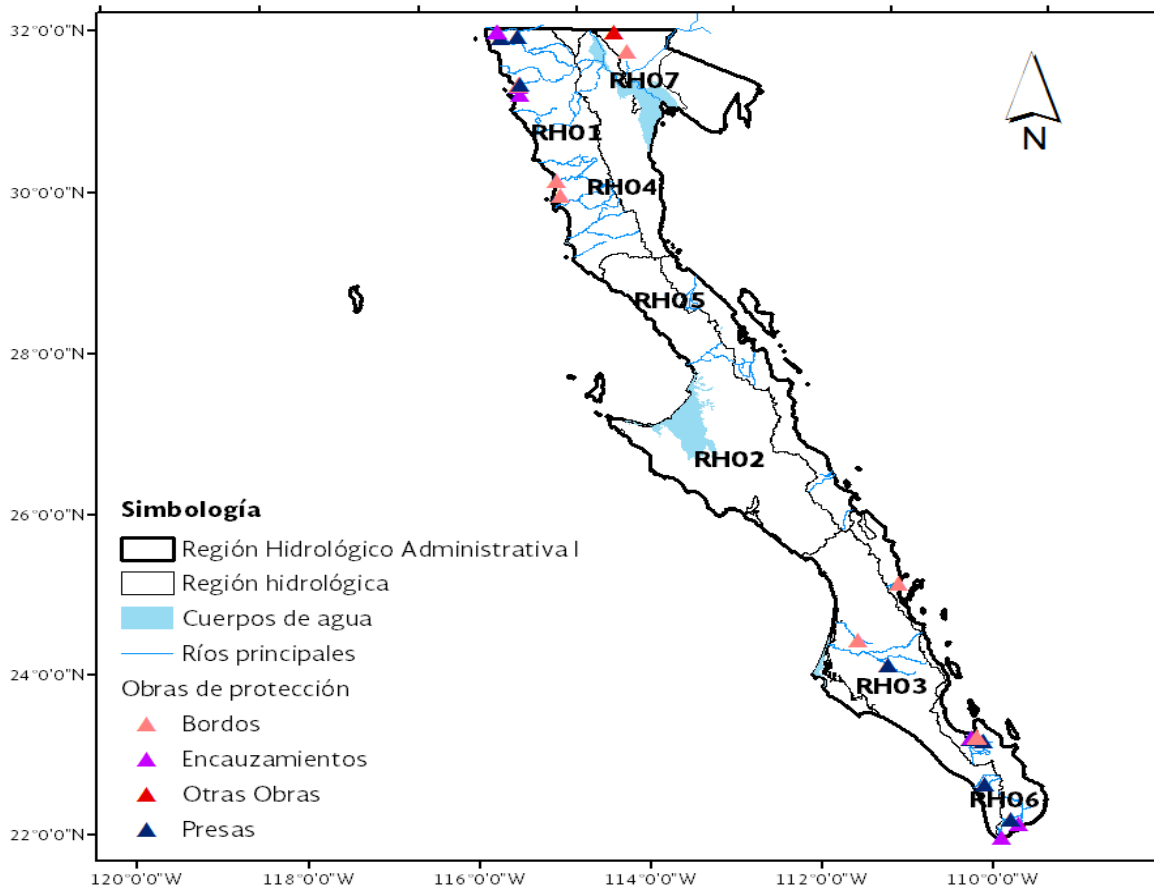 32°0'0"N
30°0'0"N
28°0'0"N
26°0'0"N
24°0'0"N
22°0'0"N
RH07
RH01
RH04
RH05
RH02
RH03
RH06
N
Simbología
Región Hidrológico Administrativa I
Región hidrológica
Cuerpos de agua
Ríos principales
Obras de protección
Bordos
Encauzamientos
Otras Obras
Presas
120°0'0"W
118°0'0"W
116°0'0"W
114°0'0"W
112°0'0"W
110°0'0"W